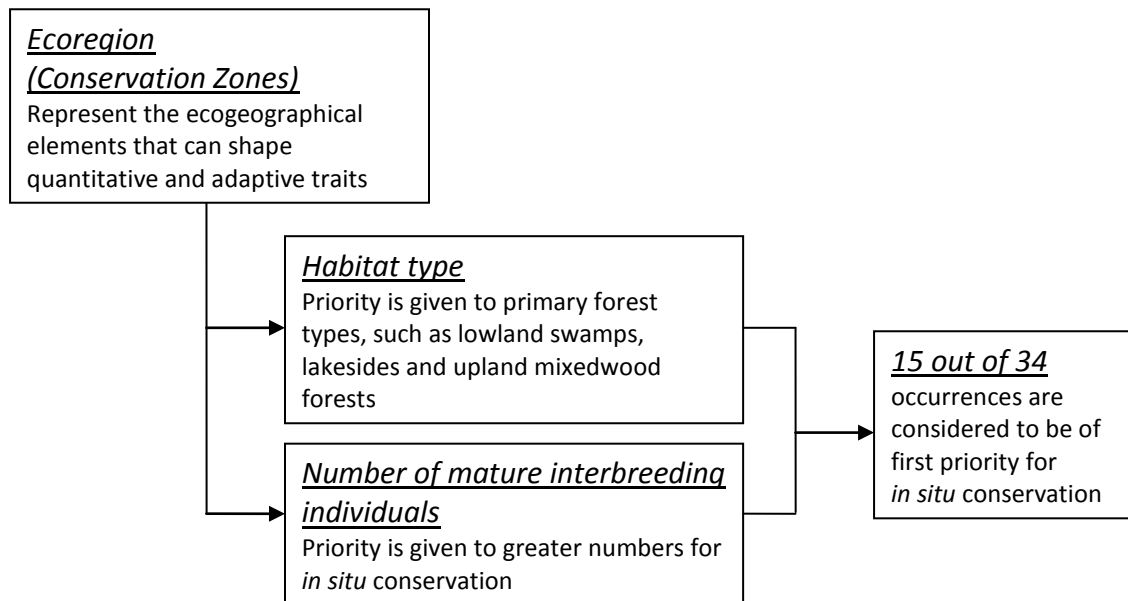 Ecoregion
(Conservation Zones)
Represent the ecogeographical
elements that can shape
quantitative and adaptive traits
Habitat type
Priority is given to primary forest
types, such as lowland swamps,
lakesides and upland mixedwood
forests
Number of mature interbreeding
individuals
Priority is given to greater numbers for
in situ conservation
15 out of 34
occurrences are
considered to be of
first priority for
in situ conservation